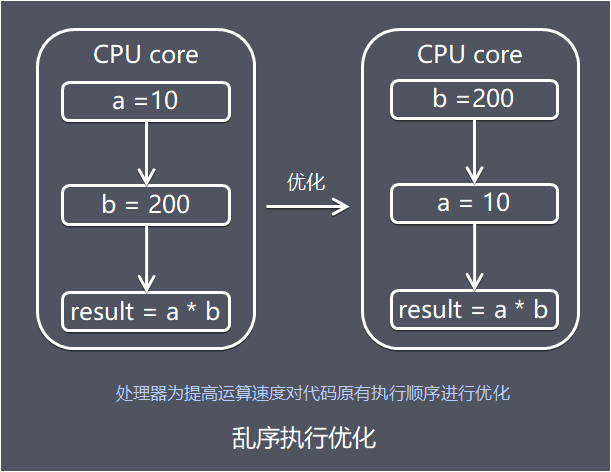 CPU core
a =10
b = 200
result = a * b
优化
CPU core
b =200
a = 10
result = a * b
处理器为提高运算速度对代码原有执行顺序进行优化
乱序执行优化